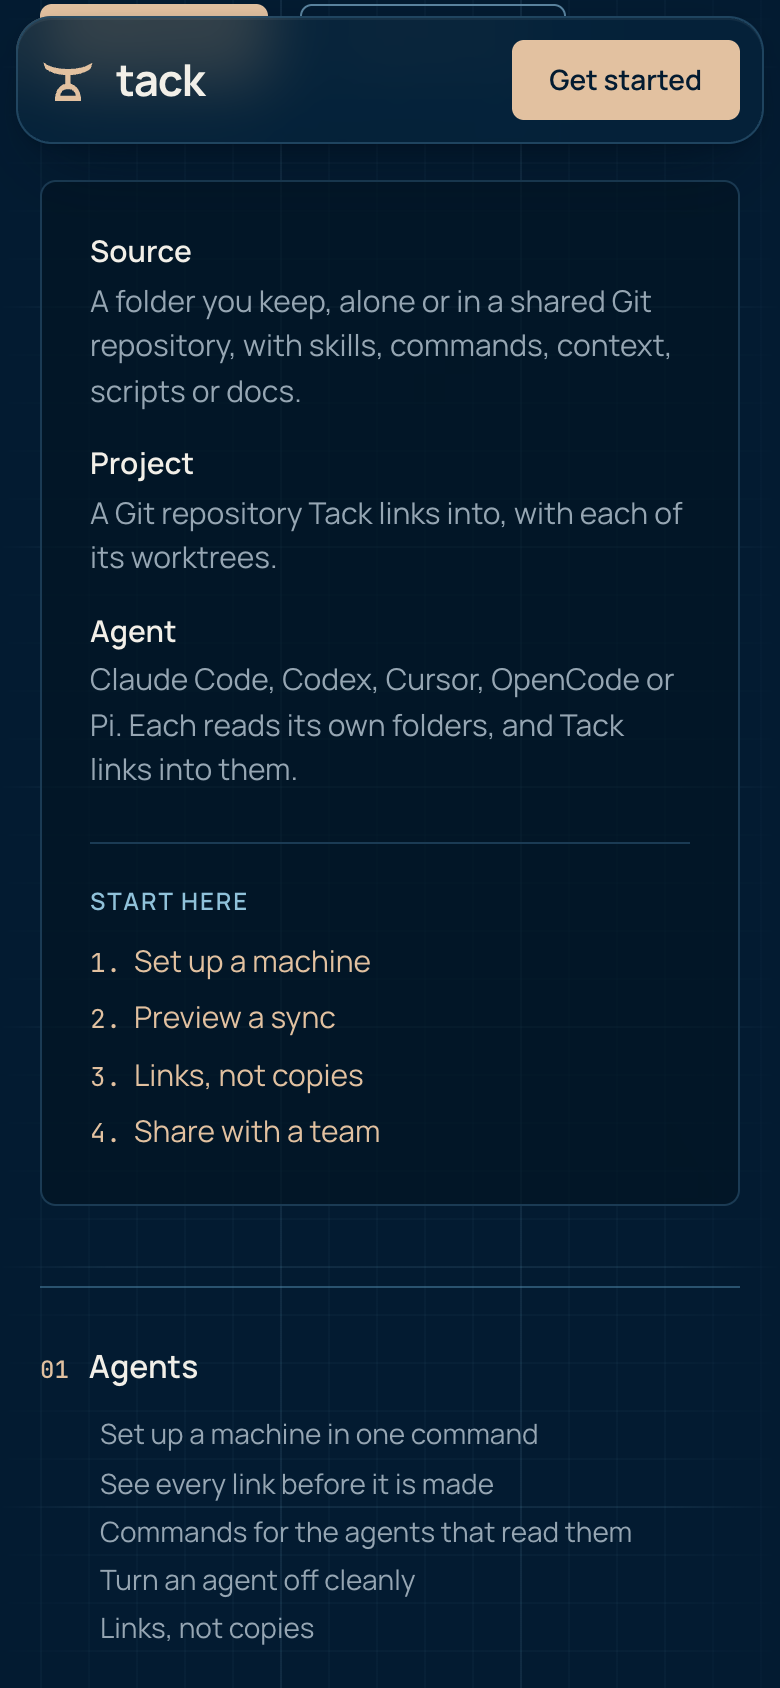 tack
Get started
Source
A folder you keep, alone or in a shared Git
repository, with skills, commands, context,
scripts or docs.
Project
A Git repository Tack links into, with each of
its worktrees.
Agent
Claude Code, Codex, Cursor, OpenCode or
Pi. Each reads its own folders, and Tack
links into them.
START HERE
1. Set up a machine
2. Preview a sync
3. Links, not copies
4. Share with a team
01 Agents
Set up a machine in one command
See every link before it is made
Commands for the agents that read them
Turn an agent off cleanly
Links, not copies